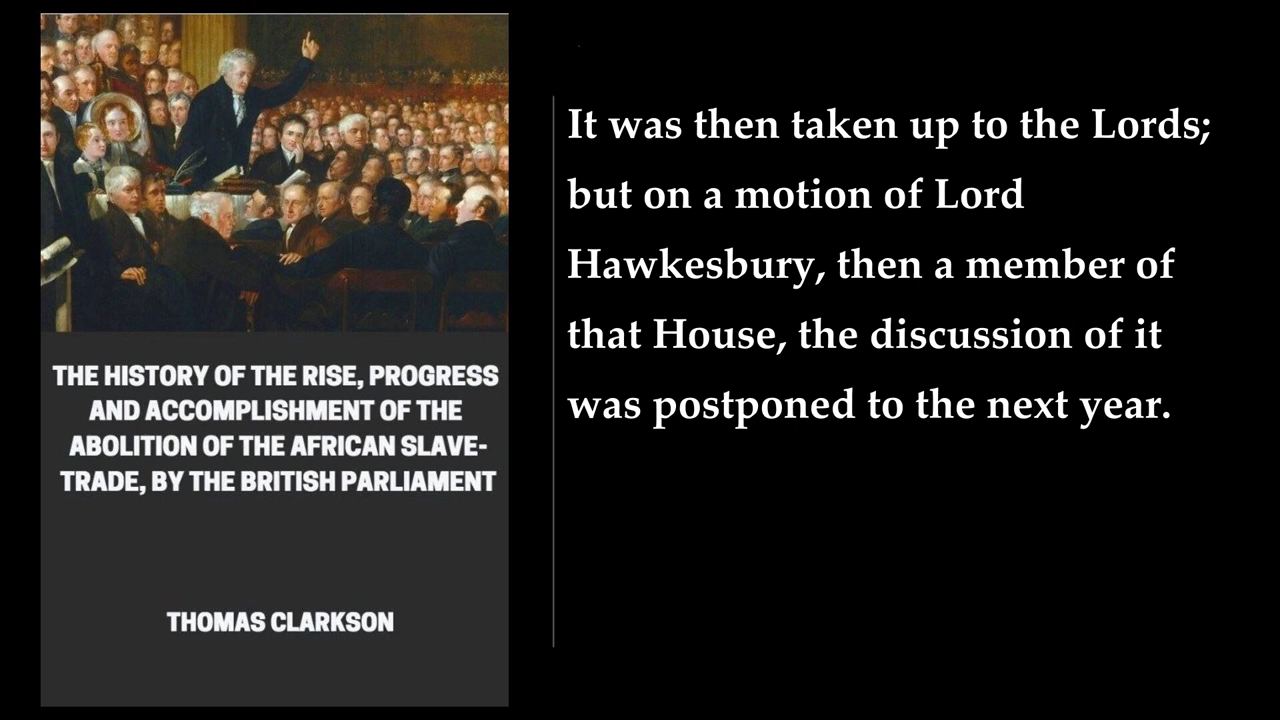 THE HISTORY OF THE RISE, PROGRESS
AND ACCOMPLISHMENT OF THE
ABOLITION OF THE AFRICAN SLAVE-
TRADE, BY THE BRITISH PARLIAMENT
THOMAS CLARKSON
It was then taken up to the Lords;
but on a motion of Lord
Hawkesbury, then a member of
that House, the discussion of it
was postponed to the next year.